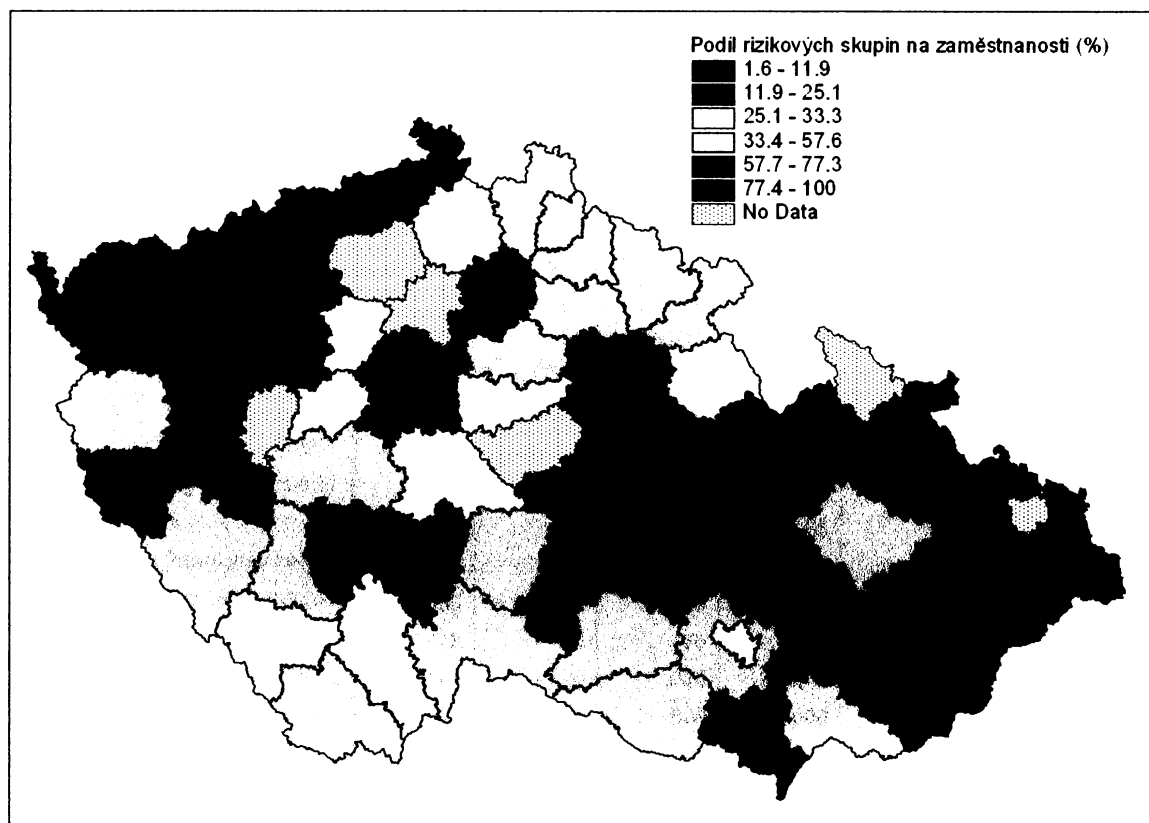 Podíl rizikových skupin na zaměstnanosti (%)
1.6 - 11.9
11.9 - 25.1
25.1 - 33.3
33.4 - 57.6
57.7 - 77.3
77.4 - 100
No Data